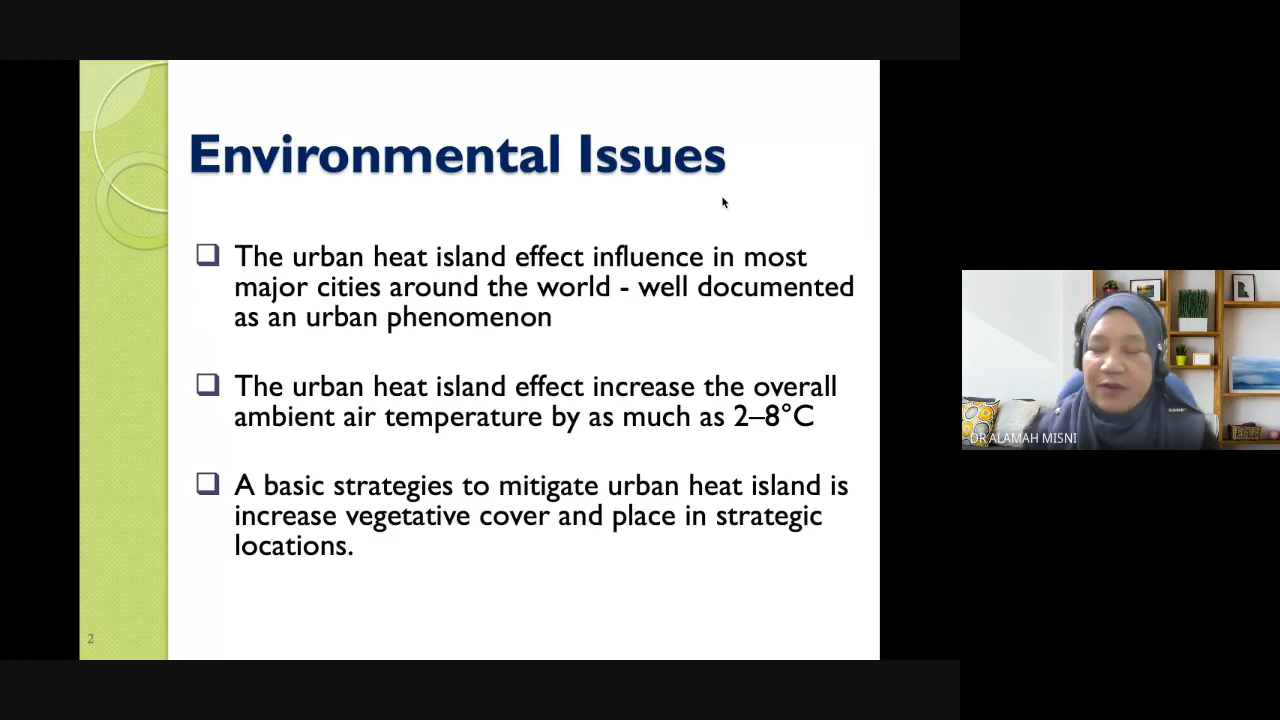 Environmental Issues
The urban heat island effect influence in most
major cities around the world - well documented
as an urban phenomenon
The urban heat island effect increase the overall
ambient air temperature by as much as 2–8°C
A basic strategies to mitigate urban heat island is
increase vegetative cover and place in strategic
locations.
2
DR ALAMAH MISNI